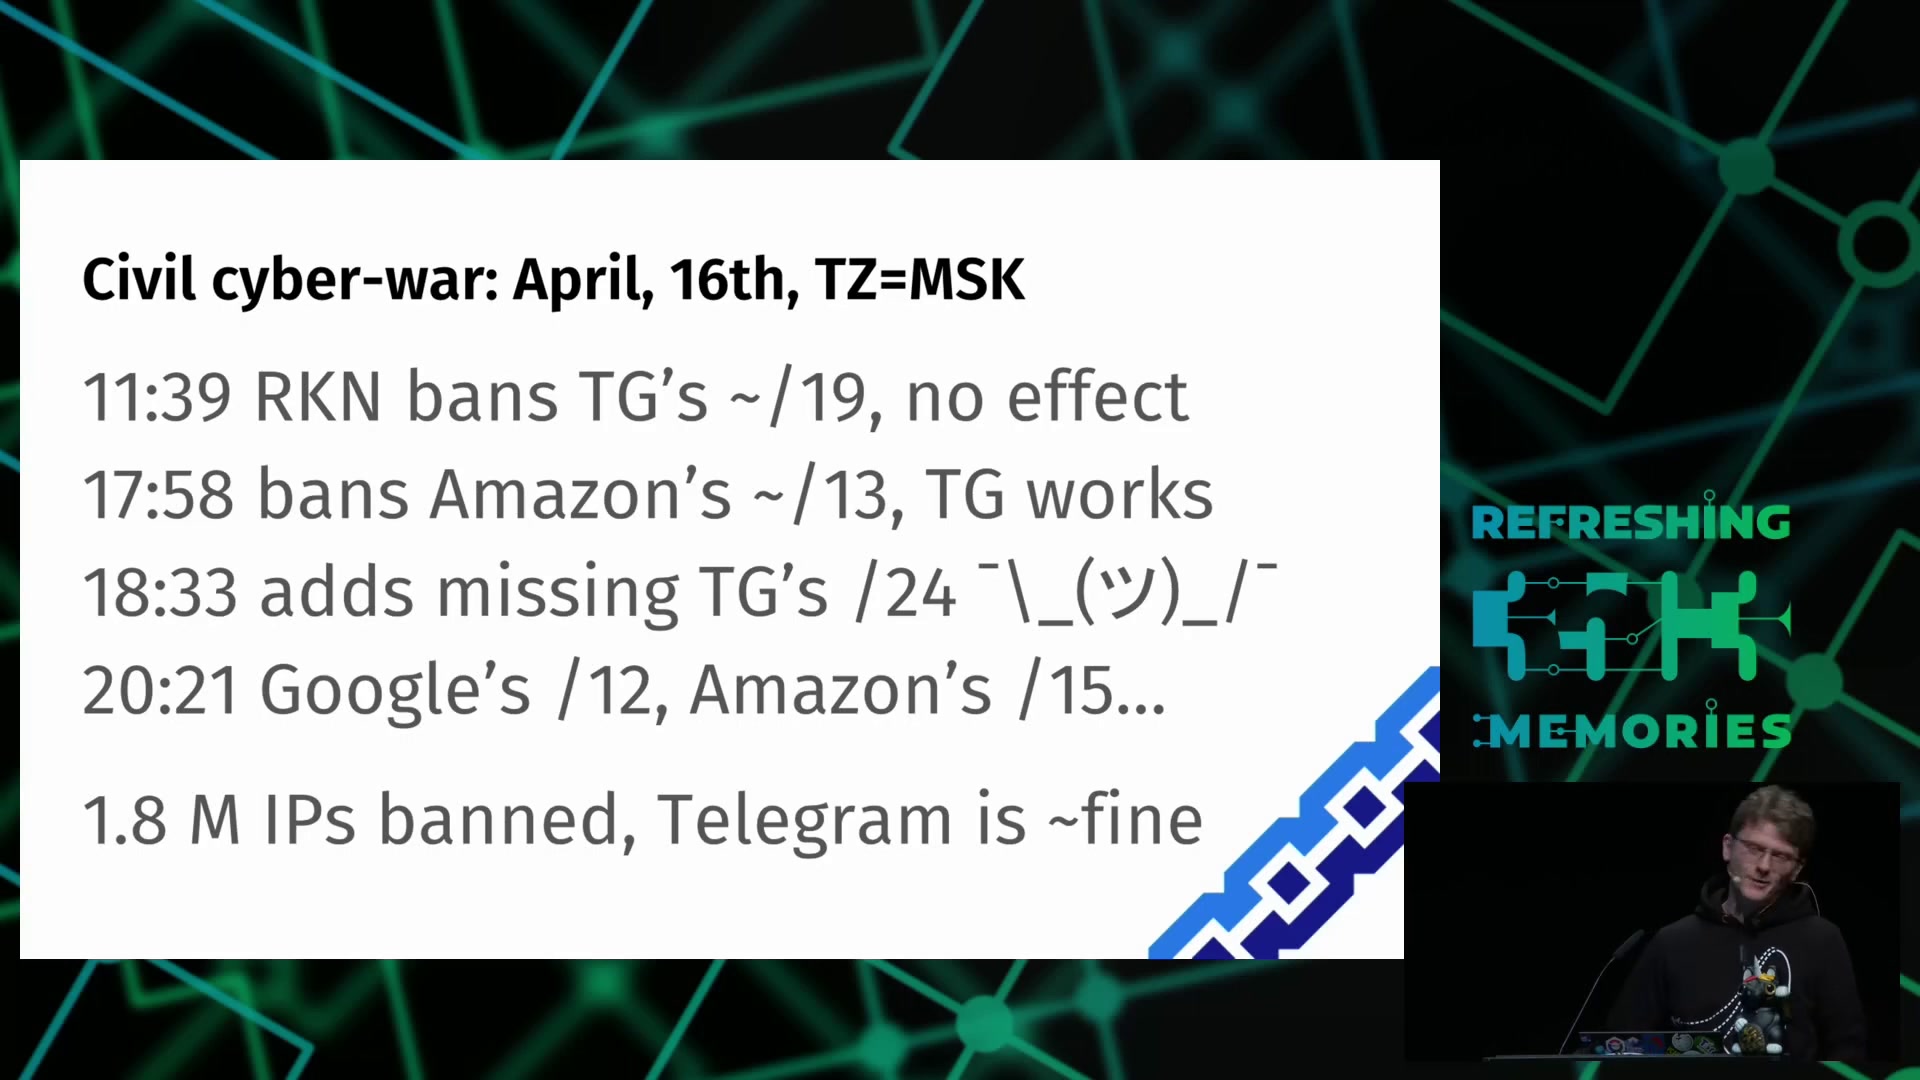 Civil cyber-war: April, 16th, TZ=MSK
11:39 RKN bans TG’s ~/19, no effect
17:58 bans Amazon’s ~/13, TG works
18:33 adds missing TG’s /24 ¯\_(ツ)_/¯
20:21 Google’s /12, Amazon’s /15...
1.8 M IPs banned, Telegram is ~fine
REFRESHING
MEMORIES